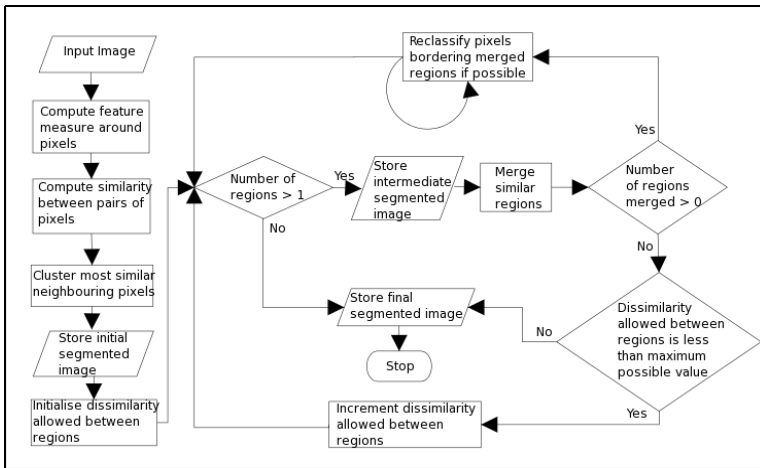 Input Image
Compute feature
measure around
pixels
Compute similarity
between pairs of
pixels
Cluster most similar
neighbouring pixels
Store initial
segmented
image
Initialise dissimilarity
allowed between
regions
Number of
regions > 1
Yes
No
Store
intermediate
segmented
image
Merge
similar
regions
Number
of regions
merged > 0
Yes
No
Reclassify pixels
bordering merged
regions if possible
Dissimilarity
allowed between
regions is less
than maximum
possible value
No
Yes
Store final
segmented image
Stop
Increment dissimilarity
allowed between
regions